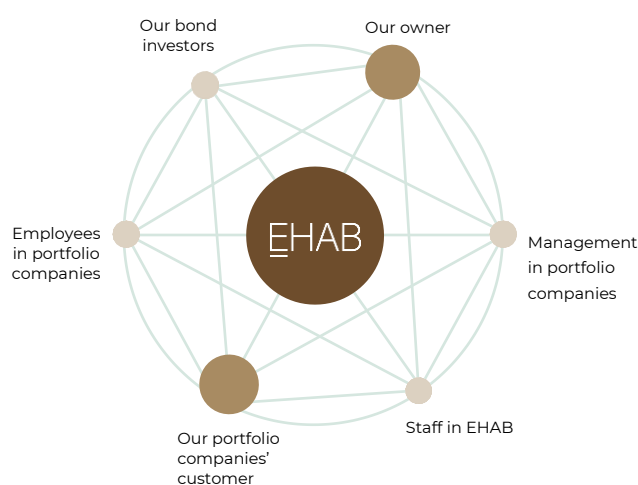 Our bond
investors
Our owner
Employees
in portfolio
companies
EHAB
Management
in portfolio
companies
Staff in EHAB
Our portfolio
companies’
customer